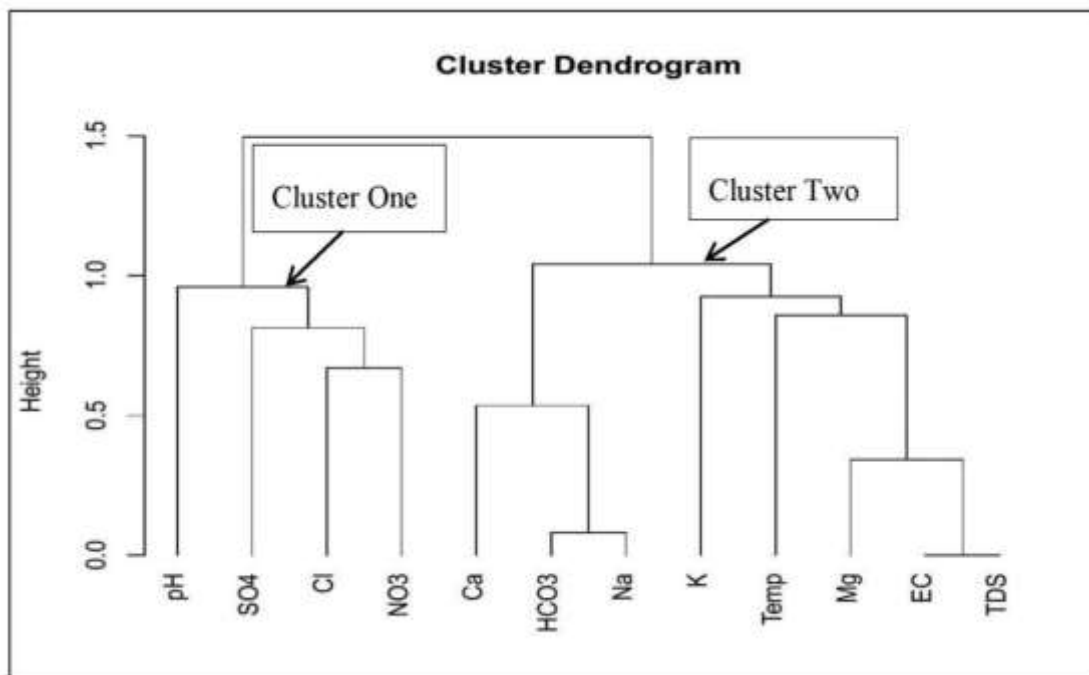 Cluster Dendrogram
1.5
Cluster One
Cluster Two
1.0
Height
0.5
0.0
pH
SO4
Cl
NO3
Ca
HCO3
Na
K
Temp
Mg
EC
TDS